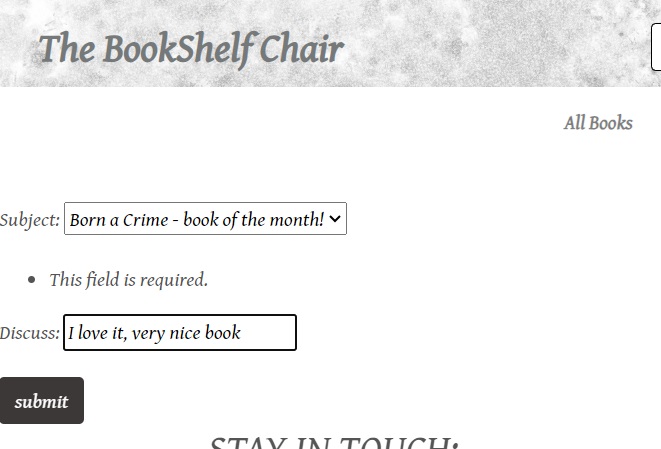 The BookShelf Chair
All Books
Subject: Born a Crime - book of the month!
This field is required.
Discuss: I love it, very nice book
submit
STAY IN TOUCH: